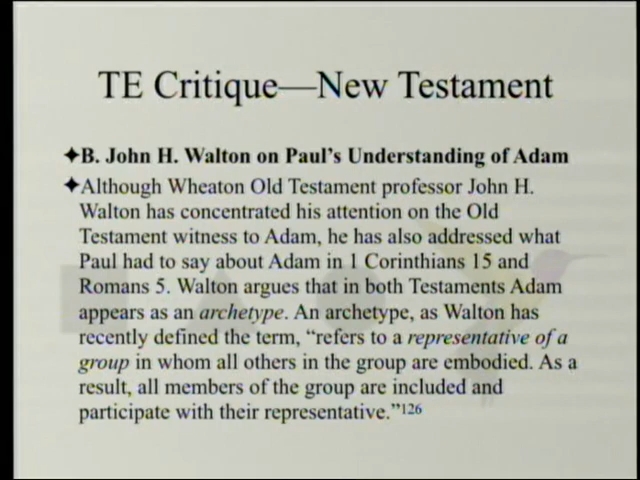 TE Critique—New Testament
✦B. John H. Walton on Paul's Understanding of Adam
✦Although Wheaton Old Testament professor John H.
Walton has concentrated his attention on the Old
Testament witness to Adam, he has also addressed what
Paul had to say about Adam in 1 Corinthians 15 and
Romans 5. Walton argues that in both Testaments Adam
appears as an archetype. An archetype, as Walton has
recently defined the term, “refers to a representative of a
group in whom all others in the group are embodied. As a
result, all members of the group are included and
participate with their representative.”126